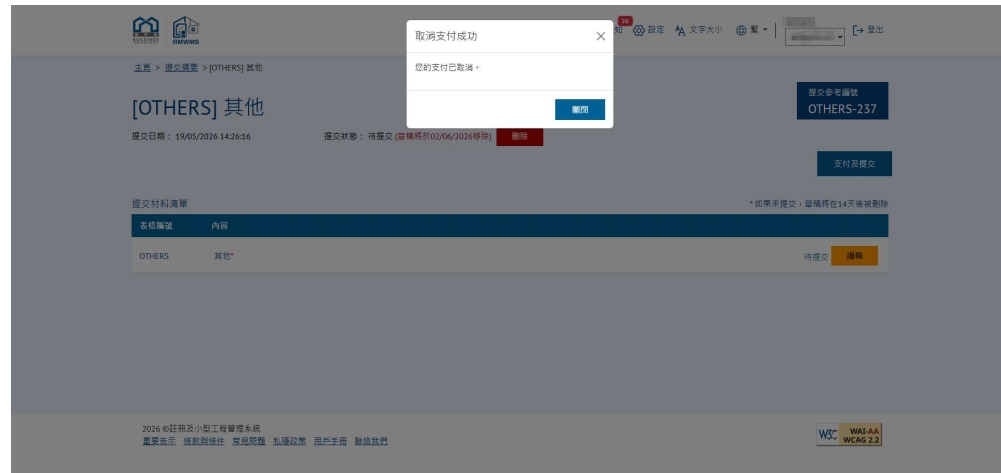 BUILDINGS
RMWMS
知
26
設定
文字大小
繁
登出
取消支付成功
您的支付已取消。
關閉
主頁 > 提交摘要 > [OTHERS] 其他
[OTHERS] 其他
提交參考編號
OTHERS-237
提交日期： 19/05/2026 14:26:16
提交狀態： 待提交 (草稿將於02/06/2026移除)
刪除
支付及提交
提交材料清單
*如果未提交，草稿將在14天後被刪除
表格編號 內容
OTHERS 其他* 待提交 編輯
2026 ©註冊及小型工程管理系統
重要告示 條款與條件 常見問題 私隱政策 用戶手冊 聯絡我們
W3C WAI-AA
WCAG 2.2